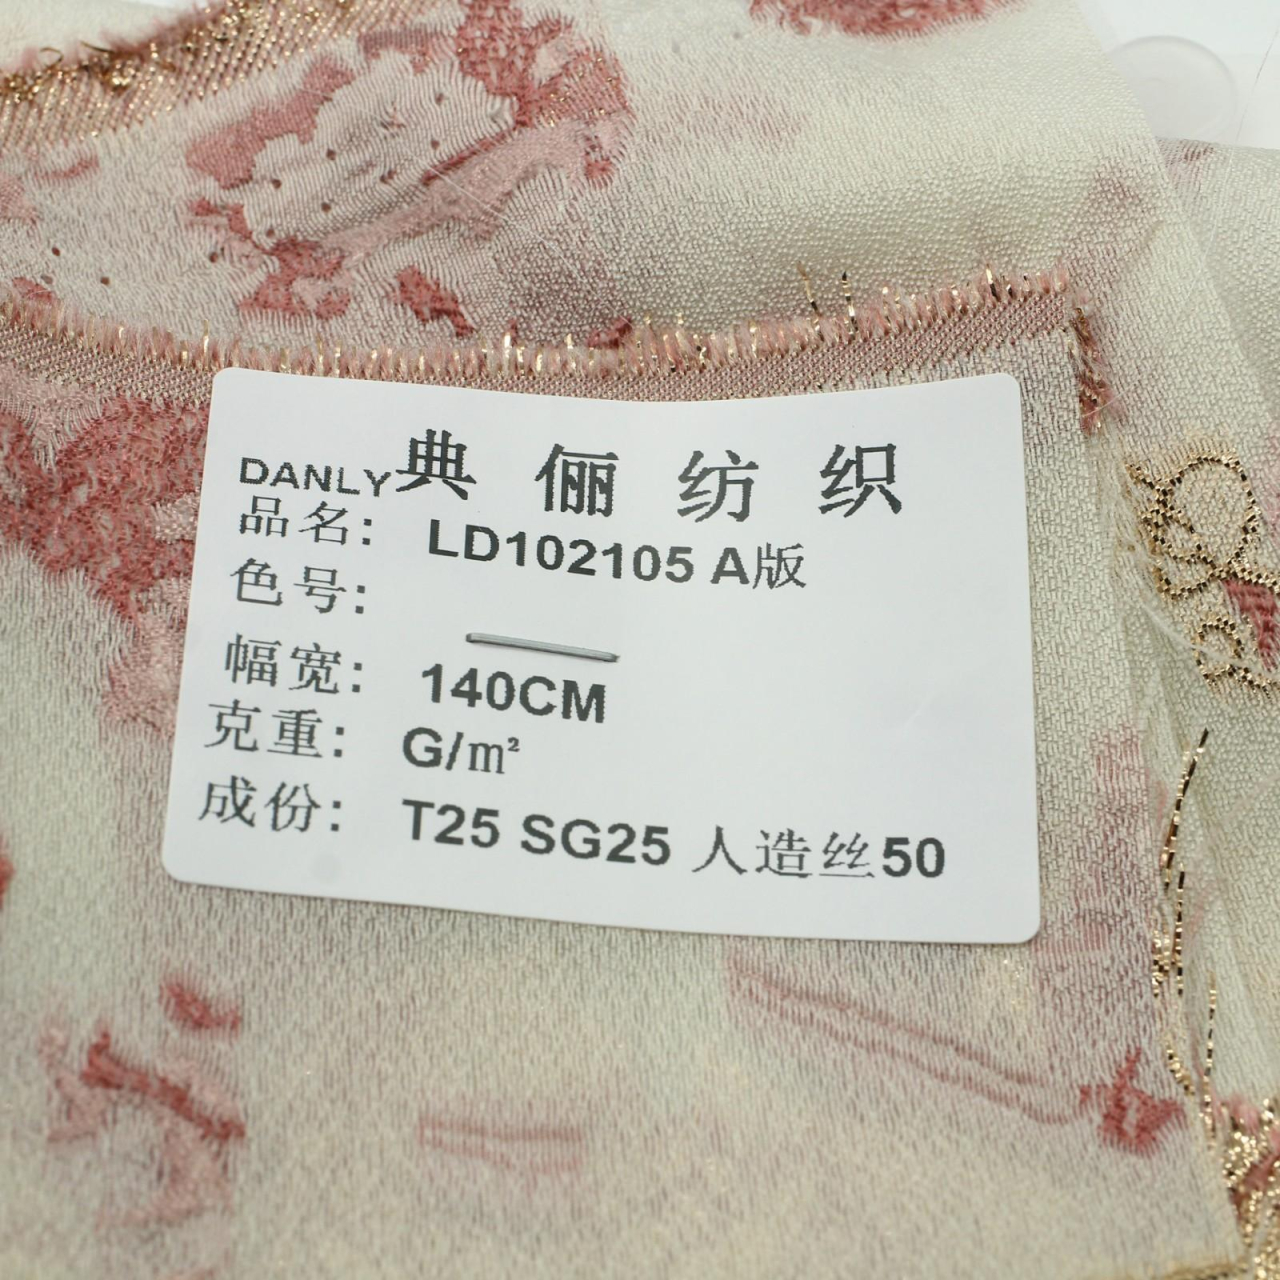 DANLY典 俪 纺 织
品名: LD102105 A版
色号:
幅宽: 140CM
克重: G/㎡
成份: T25 SG25 人造丝50